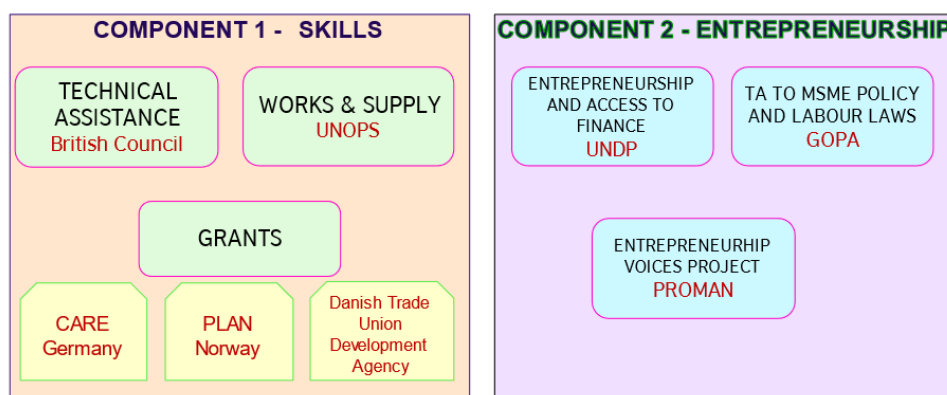 COMPONENT 1 - SKILLS
TECHNICAL
ASSISTANCE
British Council
WORKS & SUPPLY
UNOPS
GRANTS
CARE
Germany
PLAN
Norway
Danish Trade
Union
Development
Agency
COMPONENT 2 - ENTREPRENEURSHIP
ENTREPRENEURSHIP
AND ACCESS TO
FINANCE
UNDP
TA TO MSME POLICY
AND LABOUR LAWS
GOPA
ENTREPRENEURHIP
VOICES PROJECT
PROMAN